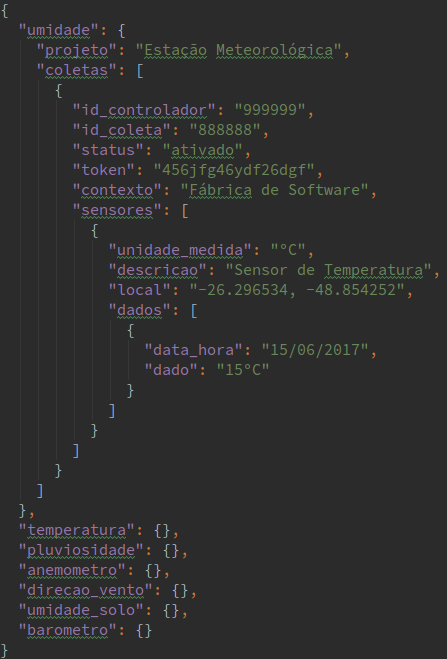 {
  "umidade": {
    "projeto": "Estação Meteorológica",
    "coletas": [
      {
        "id_controlador": "999999",
        "id_coleta": "888888",
        "status": "ativado",
        "token": "456jfg46ydf26dgf",
        "contexto": "Fábrica de Software",
        "sensores": [
          {
            "unidade_medida": "°C",
            "descricao": "Sensor de Temperatura",
            "local": "-26.296534, -48.854252",
            "dados": [
              {
                "data_hora": "15/06/2017",
                "dado": "15°C"
              }
            ]
          }
        ]
      }
    ]
  },
  "temperatura": {},
  "pluviosidade": {},
  "anemometro": {},
  "direcao_vento": {},
  "umidade_solo": {},
  "barometro": {}
}